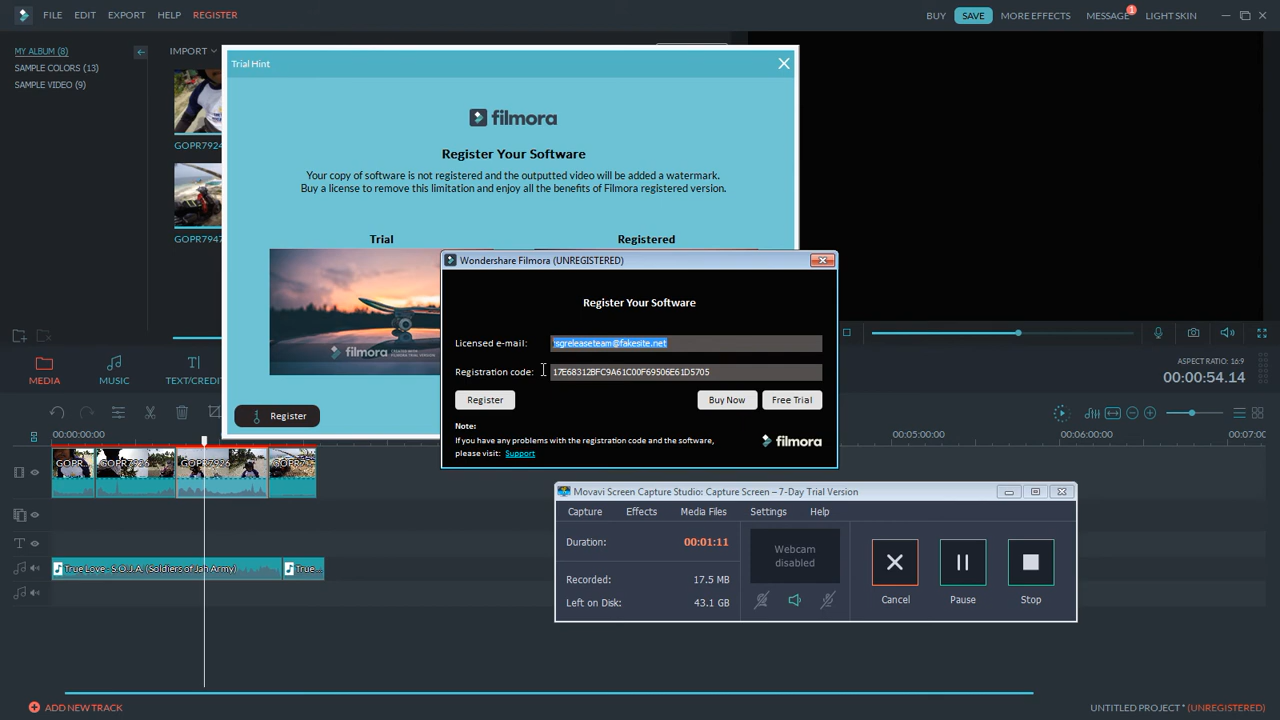 FILE EDIT EXPORT HELP REGISTER
BUY SAVE MORE EFFECTS MESSAGE 1 LIGHT SKIN
MY ALBUM (8)
SAMPLE COLORS (13)
SAMPLE VIDEO (9)
IMPORT
GOPR7924
GOPR7947
Trial Hint
filmora
Register Your Software
Your copy of software is not registered and the outputted video will be added a watermark.
Buy a license to remove this limitation and enjoy all the benefits of Filmora registered version.
Trial Registered
filmora
Register
Wondershare Filmora (UNREGISTERED)
Register Your Software
Licensed e-mail: sgreleaseteam@fakesite.net
Registration code: 17E68312BFC9A61C00F69506E61D5705
Register Buy Now Free Trial
Note:
If you have any problems with the registration code and the software,
please visit: Support
filmora
MEDIA MUSIC TEXT/CREDIT
ASPECT RATIO: 16:9
00:00:54.14
00:00:00:00 00:05:00:00 00:06:00:00 00:07:0
GOPR GOPR7926 GOPR7926 GOPR7
True Love - S.O.J.A. (Soldiers of Jah Army) True...
Movavi Screen Capture Studio: Capture Screen – 7-Day Trial Version
Capture Effects Media Files Settings Help
Duration: 00:01:11
Recorded: 17.5 MB
Left on Disk: 43.1 GB
Webcam
disabled
Cancel Pause Stop
ADD NEW TRACK
UNTITLED PROJECT * (UNREGISTERED)